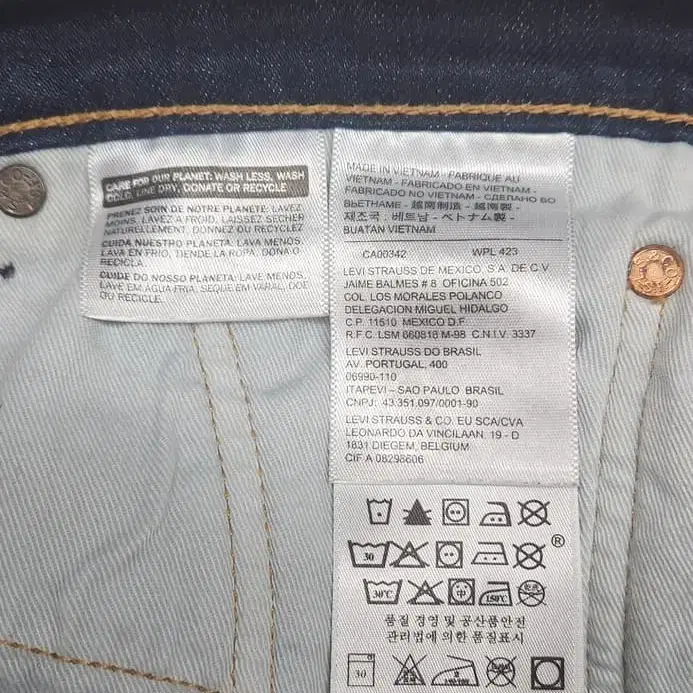 CARE FOR OUR PLANET: WASH LESS, WASH
COLD, LINE DRY, DONATE OR RECYCLE
PRENEZ SOIN DE NOTRE PLANETE: LAVEZ
MOINS, LAVEZ A FROID, LAISSEZ SECHER
NATURELLEMENT, DONNEZ OU RECYCLEZ
CUIDA NUESTRO PLANETA: LAVA MENOS,
LAVA EN FRIO, TIENDE LA ROPA, DONA O
RECICLA.
CUIDE DO NOSSO PLANETA: LAVE MENOS,
LAVE EM AGUA FRIA, SEQUE EM VARAL, DOE
OU RECICLE.
MADE IN VIETNAM - FABRIQUE AU
VIETNAM - FABRICADO EN VIETNAM -
FABRICADO NO VIETNAM - СДЕЛАНО ВО
ВЬЕТНАМЕ - 越南制造 - 越南製 -
제조국 : 베트남 - ベトナム製 -
BUATAN VIETNAM
CA00342 WPL 423
LEVI STRAUSS DE MEXICO, S.A. DE C.V
JAIME BALMES # 8 OFICINA 502
COL. LOS MORALES POLANCO
DELEGACION MIGUEL HIDALGO
C.P. 11510 MEXICO D.F.
R.F.C. LSM 660818 M-98 C.N.I.V. 3337
LEVI STRAUSS DO BRASIL
AV. PORTUGAL, 400
06990-110
ITAPEVI - SAO PAULO BRASIL
CNPJ: 43.351.097/0001-90
LEVI STRAUSS & CO. EU SCA/CVA
LEONARDO DA VINCILAAN 19 - D
1831 DIEGEM, BELGIUM
CIF A 08298606
30 ®
30℃ 中 150℃
품질 경영 및 공산품안전
관리법에 의한 품질표시
30